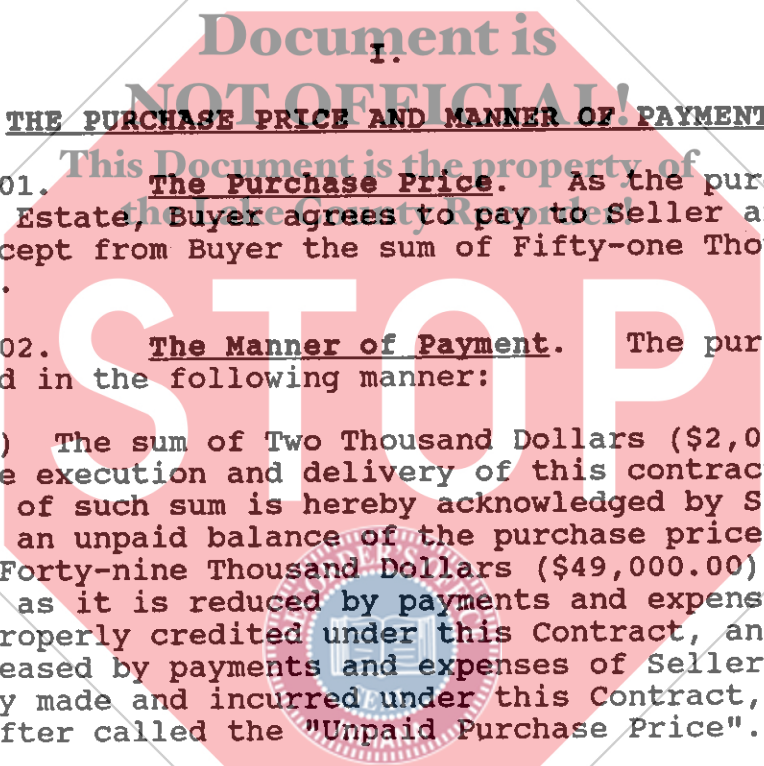 Document is
I.
NOT OFFICIAL!
THE PURCHASE PRICE AND MANNER OF PAYMENT
This Document is the property of
01. The Purchase Price. As the pur
the Lake County Recorder!
Estate, Buyer agrees to pay to Seller a
cept from Buyer the sum of Fifty-one Tho
.
STOP
02. The Manner of Payment. The pur
d in the following manner:
) The sum of Two Thousand Dollars ($2,0
e execution and delivery of this contrac
of such sum is hereby acknowledged by S
an unpaid balance of the purchase price
Forty-nine Thousand Dollars ($49,000.00)
as it is reduced by payments and expens
roperly credited under this Contract, an
eased by payments and expenses of Seller
y made and incurred under this Contract,
fter called the "Unpaid Purchase Price".